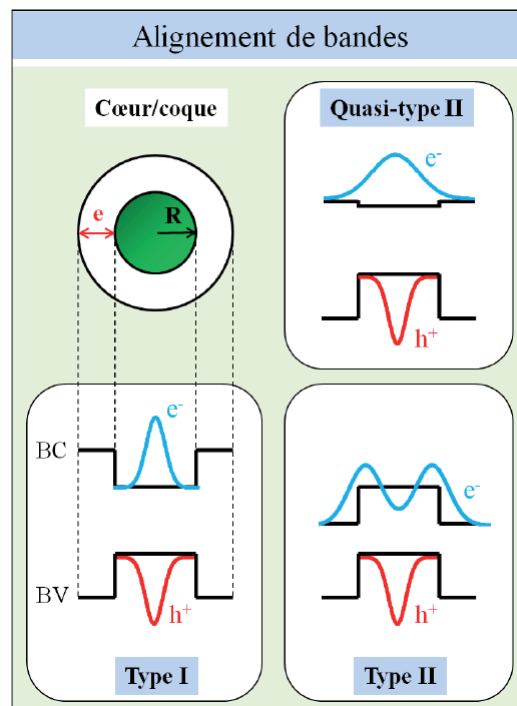 Alignement de bandes
Cœur/coque
e
R
Quasi-type II
e-
h+
BC
e-
BV
h+
Type I
e-
h+
Type II